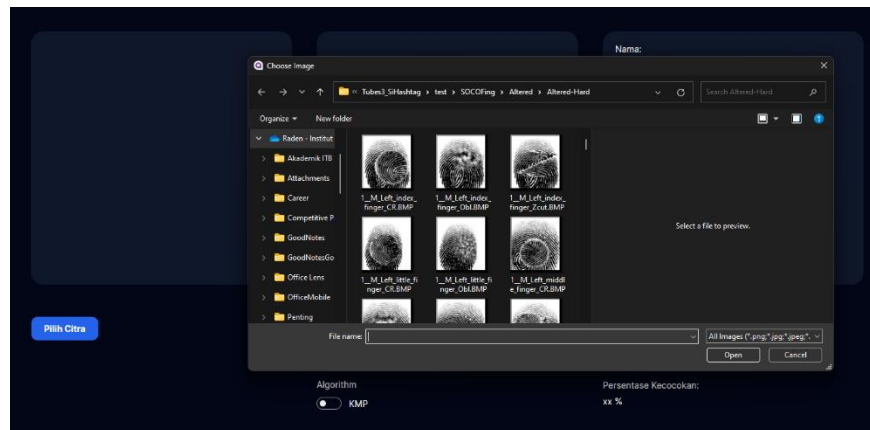 Nama:
Choose Image
« Tubes3_SiHashtag › test › SOCOFing › Altered › Altered-Hard
Search Altered-Hard
Organize
New folder
Raden - Institut
Akademik ITB
Attachments
Career
Competitive P
GoodNotes
GoodNotesGo
Office Lens
OfficeMobile
Penting
1__M_Left_index_
finger_CR.BMP
1__M_Left_index_
finger_Obl.BMP
1__M_Left_index_
finger_Zcut.BMP
1__M_Left_little_fi
nger_CR.BMP
1__M_Left_little_fi
nger_Obl.BMP
1__M_Left_middl
e_finger_CR.BMP
Select a file to preview.
Pilih Citra
File name:
All Images (*.png;*.jpg;*.jpeg;*.
Open
Cancel
Algorithm
KMP
Persentase Kecocokan:
xx %